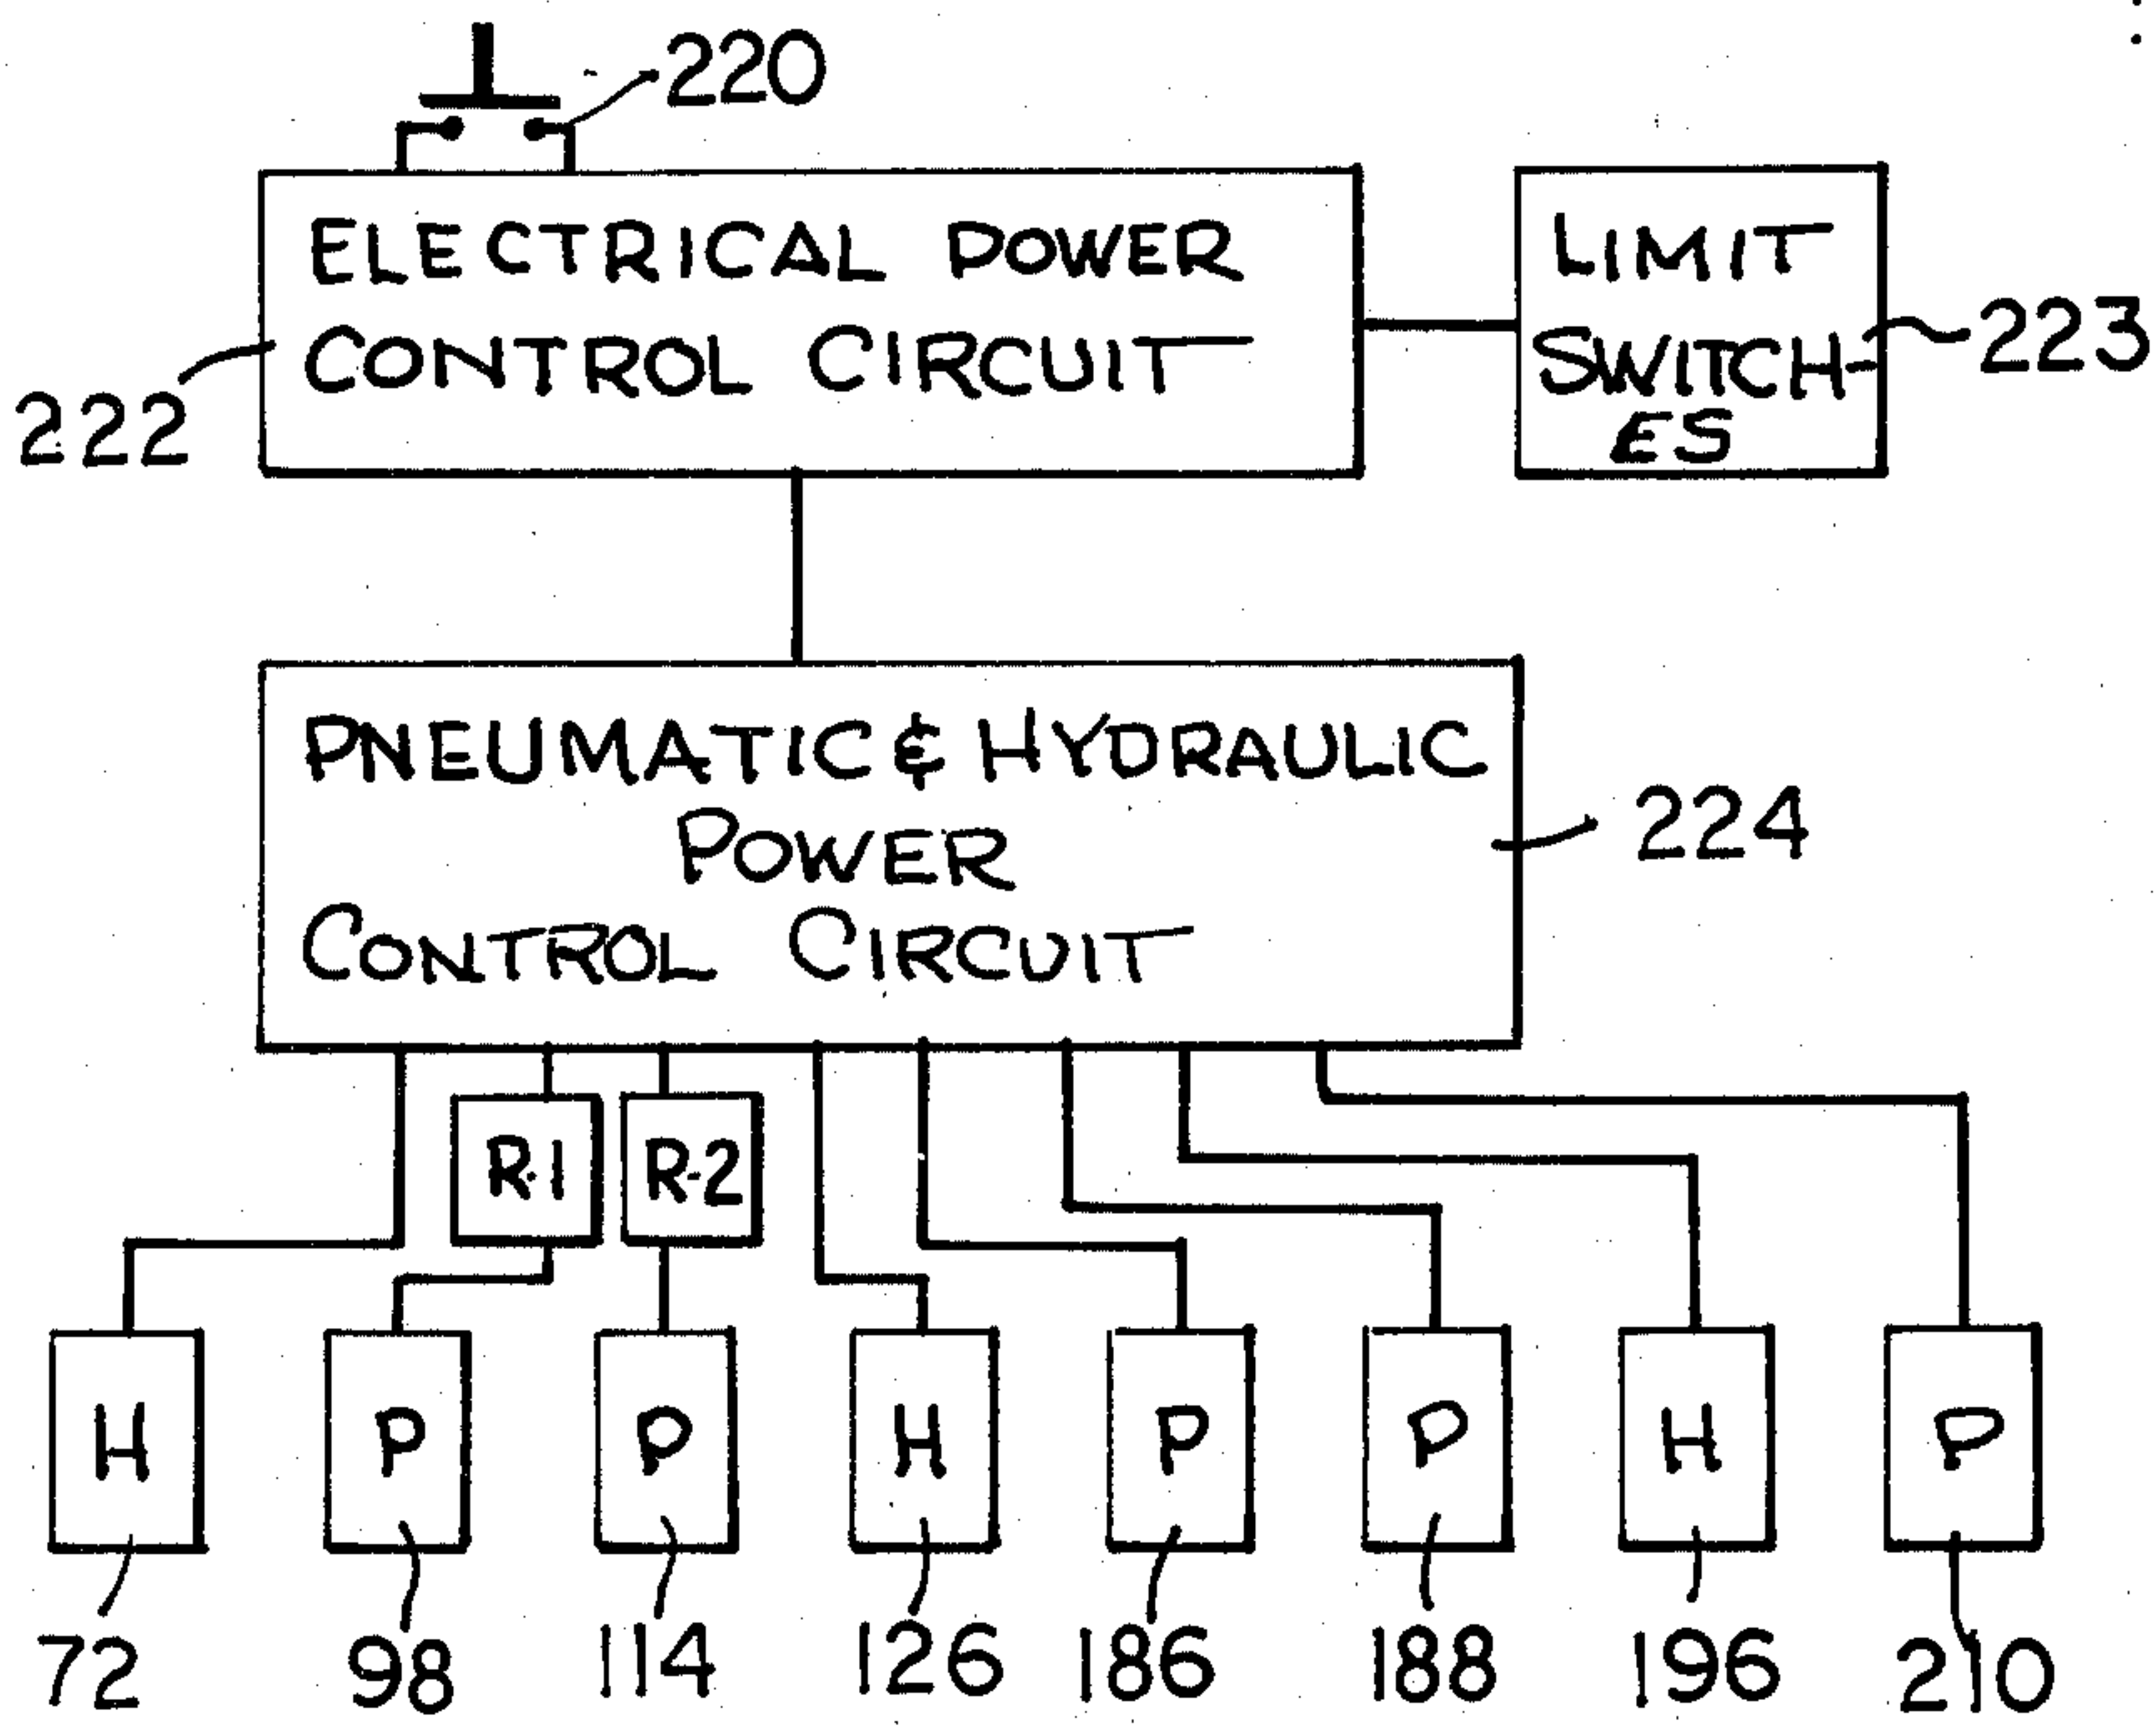 220
ELECTRICAL POWER
CONTROL CIRCUIT
222
LIMIT
SWITCH-
ES
223
PNEUMATIC & HYDRAULIC
POWER
CONTROL CIRCUIT
224
R-1
R-2
H
P
P
H
P
P
H
P
72
98
114
126
186
188
196
210